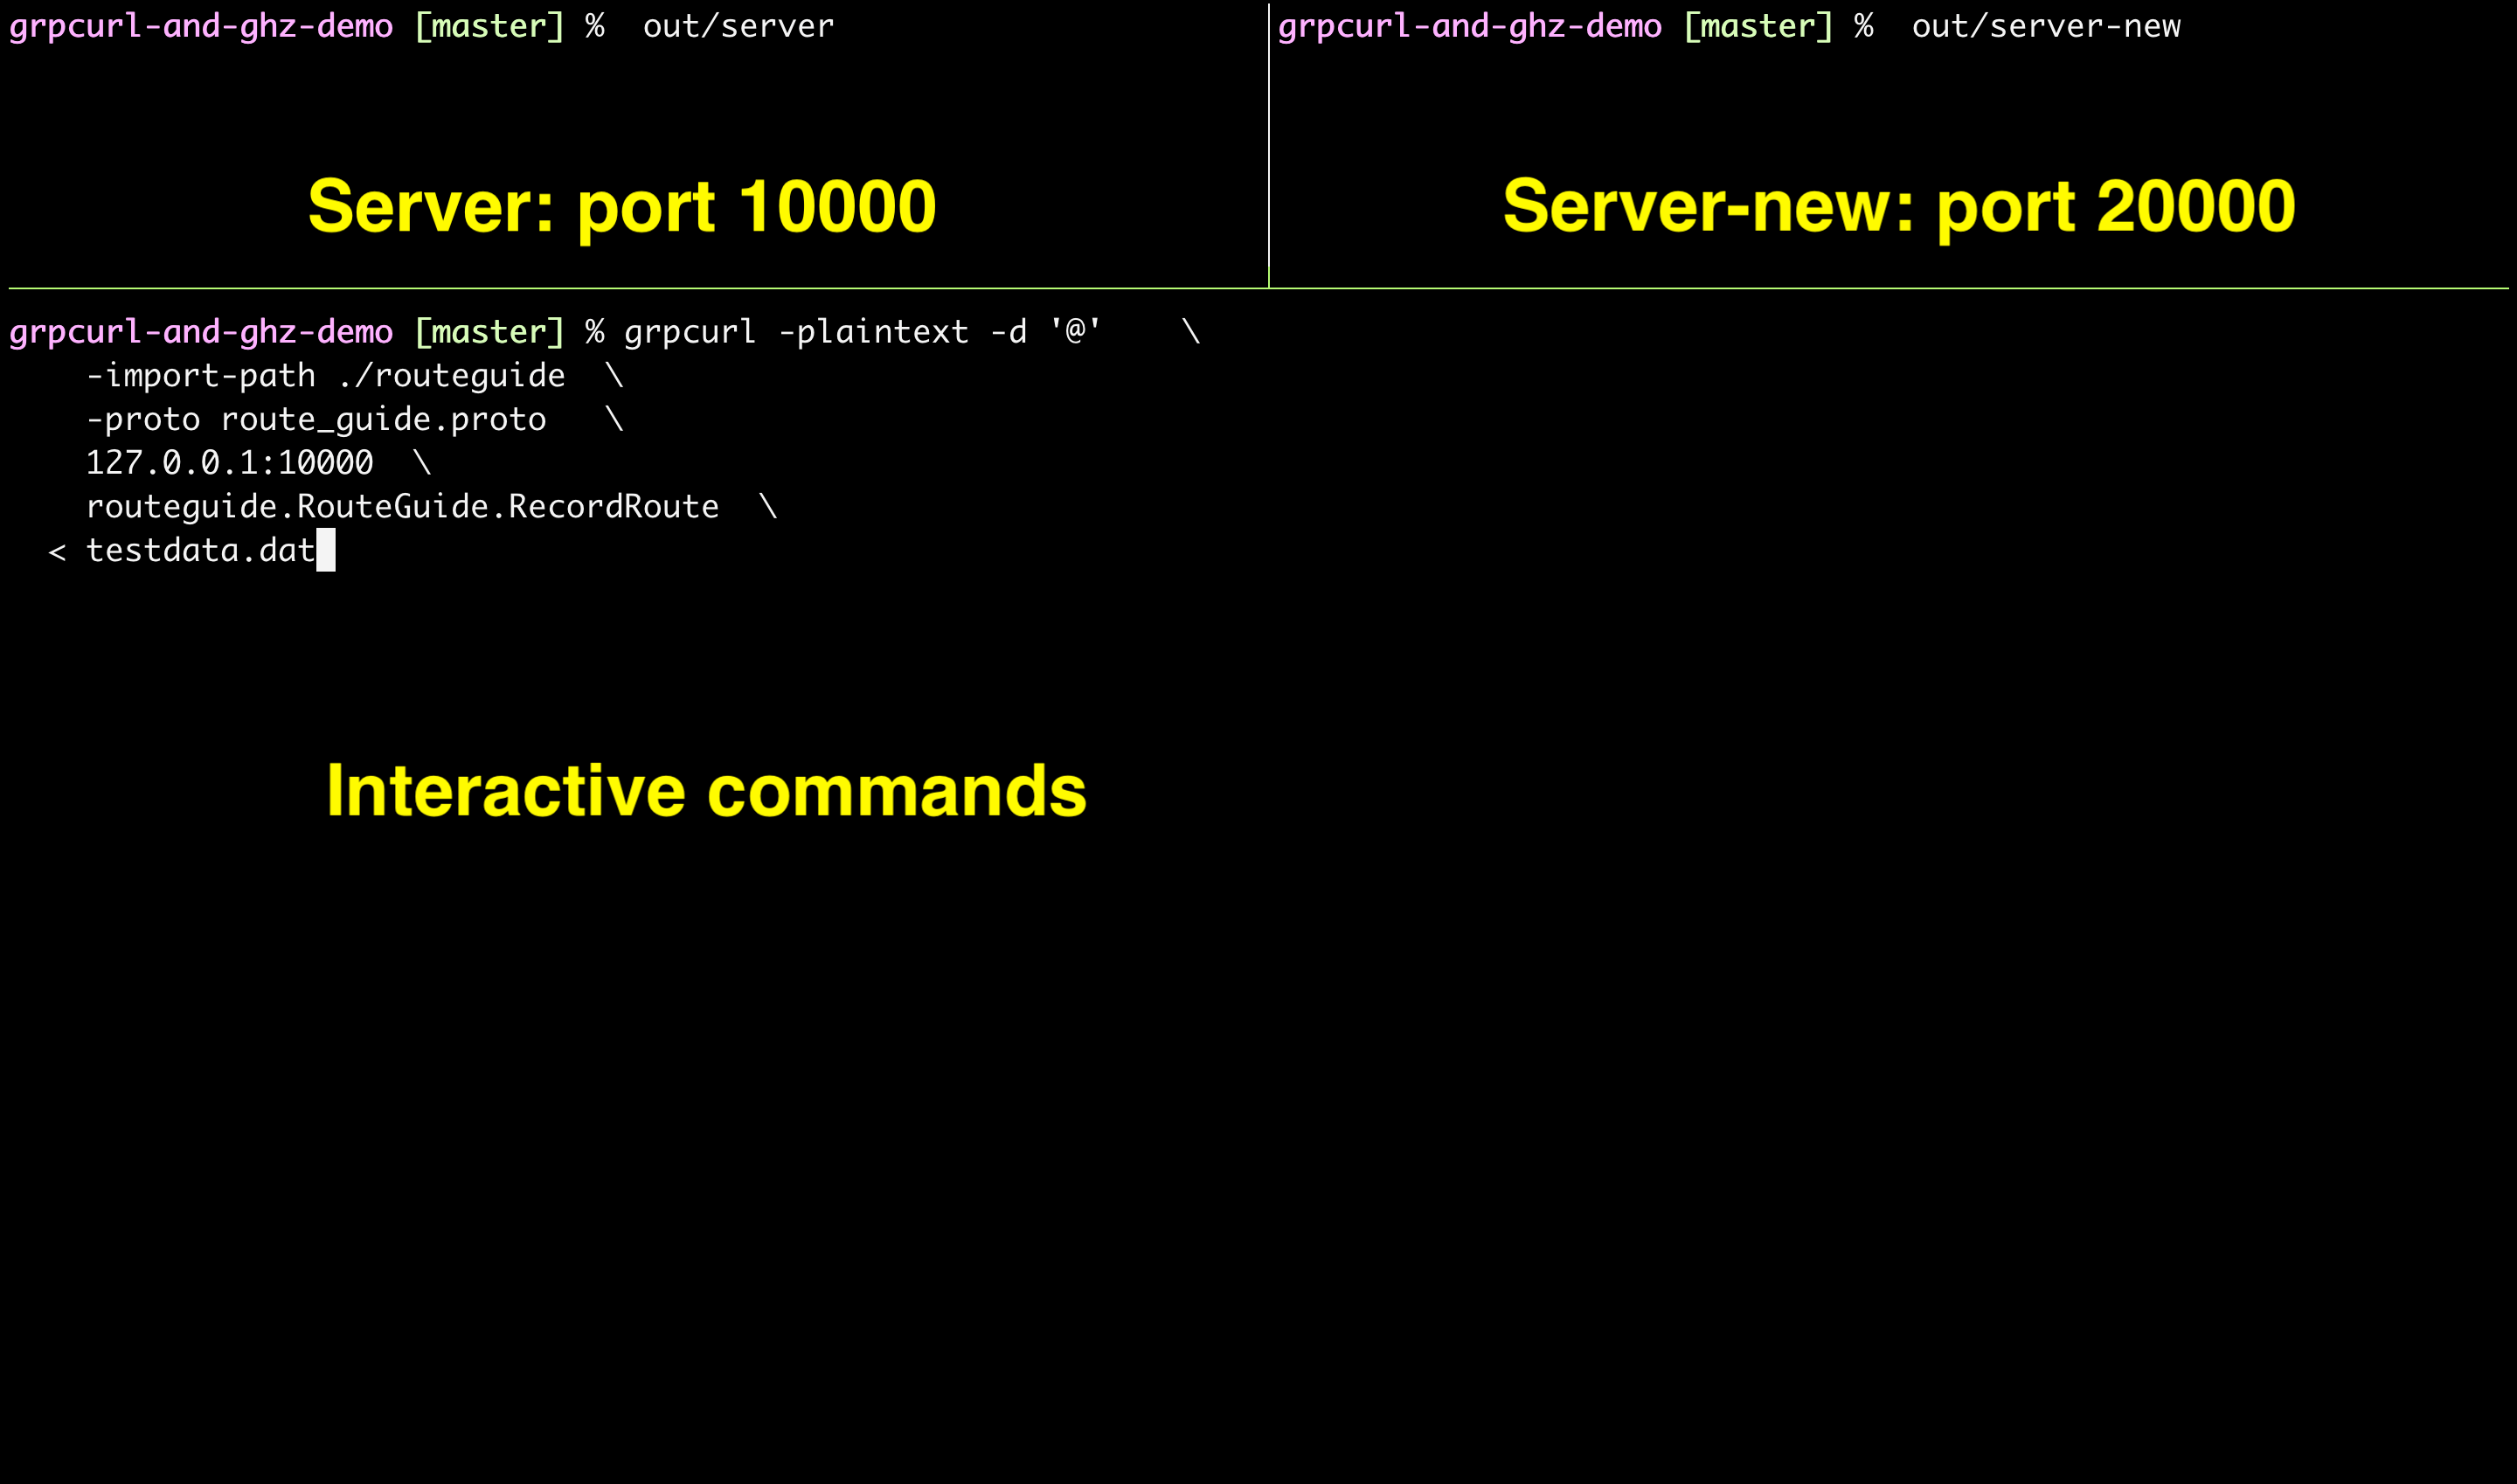 grpcurl-and-ghz-demo [master] %  out/server
grpcurl-and-ghz-demo [master] %  out/server-new
Server: port 10000
Server-new: port 20000
grpcurl-and-ghz-demo [master] % grpcurl -plaintext -d '@'    \
    -import-path ./routeguide  \
    -proto route_guide.proto   \
    127.0.0.1:10000  \
    routeguide.RouteGuide.RecordRoute  \
  < testdata.dat
Interactive commands